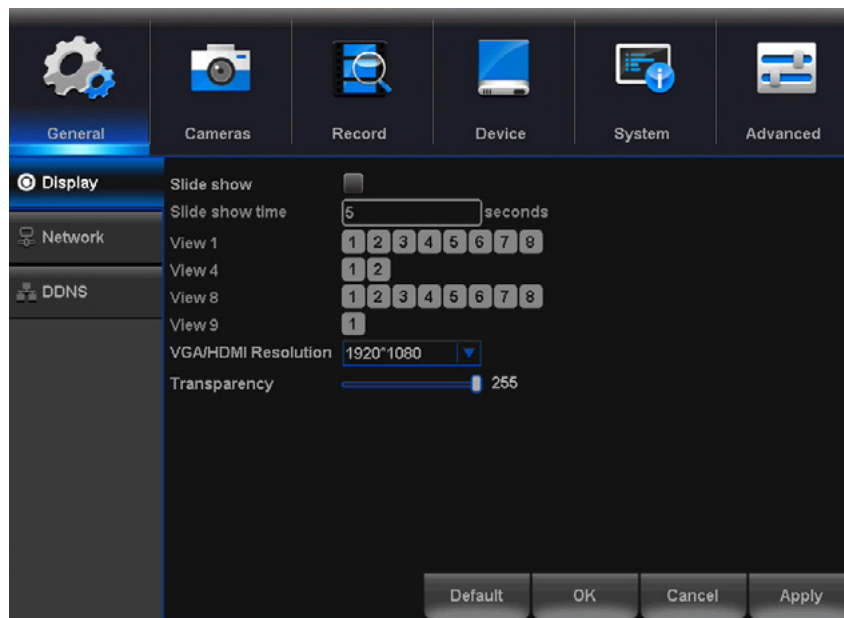 General Cameras Record Device System Advanced
Display
Network
DDNS
Slide show
Slide show time 5 seconds
View 1 1 2 3 4 5 6 7 8
View 4 1 2
View 8 1 2 3 4 5 6 7 8
View 9 1
VGA/HDMI Resolution 1920*1080
Transparency 255
Default OK Cancel Apply